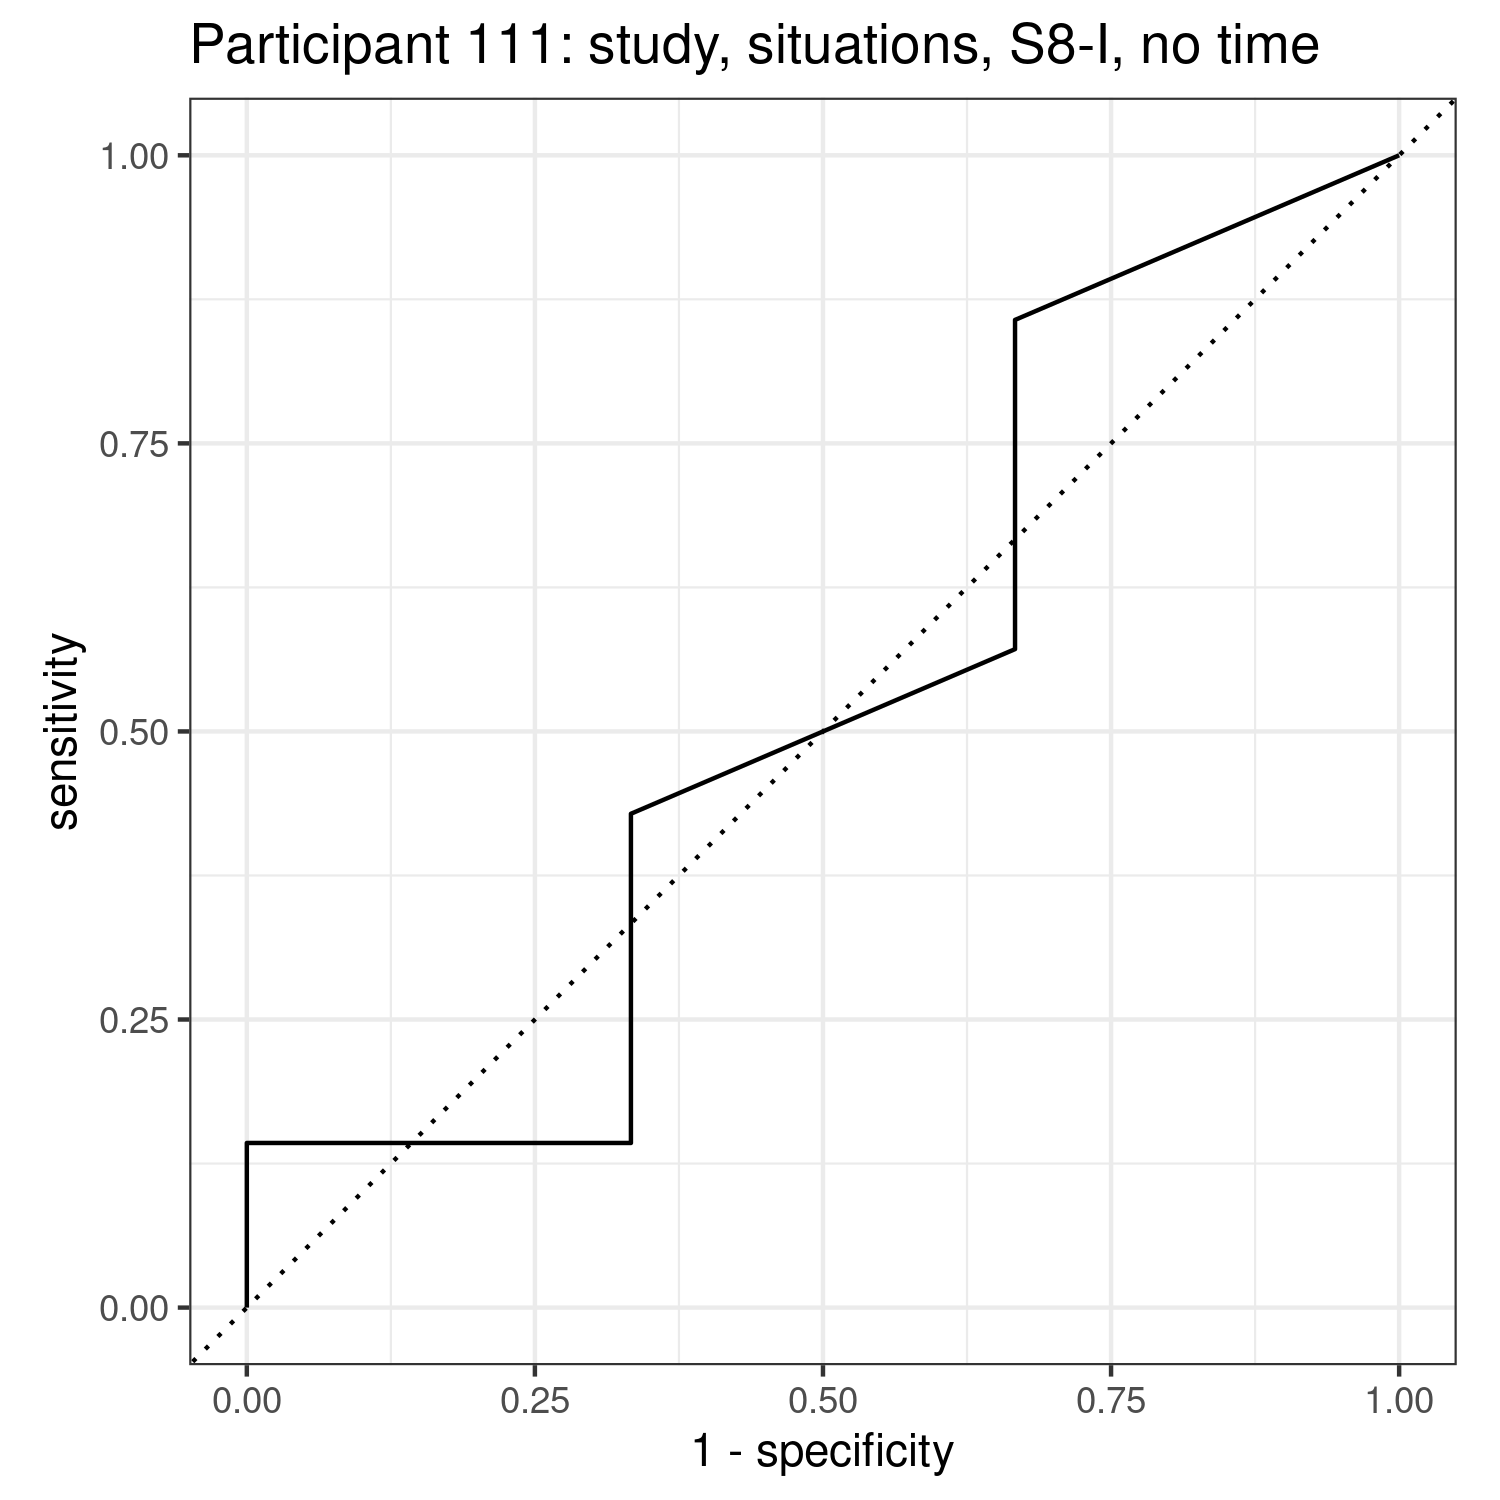 Participant 111: study, situations, S8-I, no time
1.00
0.75
0.50
0.25
0.00
sensitivity
0.00 0.25 0.50 0.75 1.00
1 - specificity